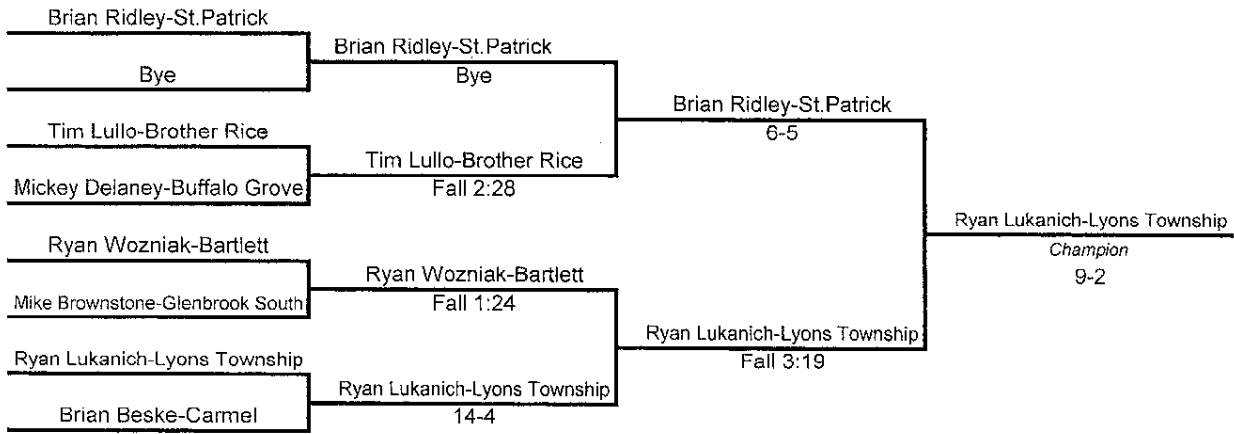 Brian Ridley-St.Patrick
Bye
Tim Lullo-Brother Rice
Mickey Delaney-Buffalo Grove
Ryan Wozniak-Bartlett
Mike Brownstone-Glenbrook South
Ryan Lukanich-Lyons Township
Brian Beske-Carmel
Brian Ridley-St.Patrick
Bye
Tim Lullo-Brother Rice
Fall 2:28
Ryan Wozniak-Bartlett
Fall 1:24
Ryan Lukanich-Lyons Township
14-4
Brian Ridley-St.Patrick
6-5
Ryan Lukanich-Lyons Township
Fall 3:19
Ryan Lukanich-Lyons Township
Champion
9-2